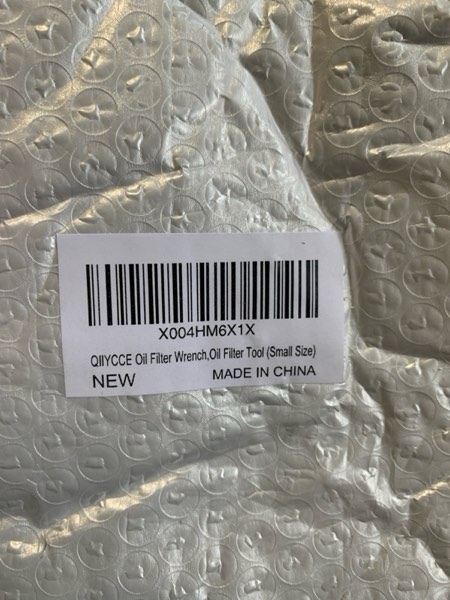 X004HM6X1X
QIIYCCE Oil Filter Wrench,Oil Filter Tool (Small Size)
NEW
MADE IN CHINA